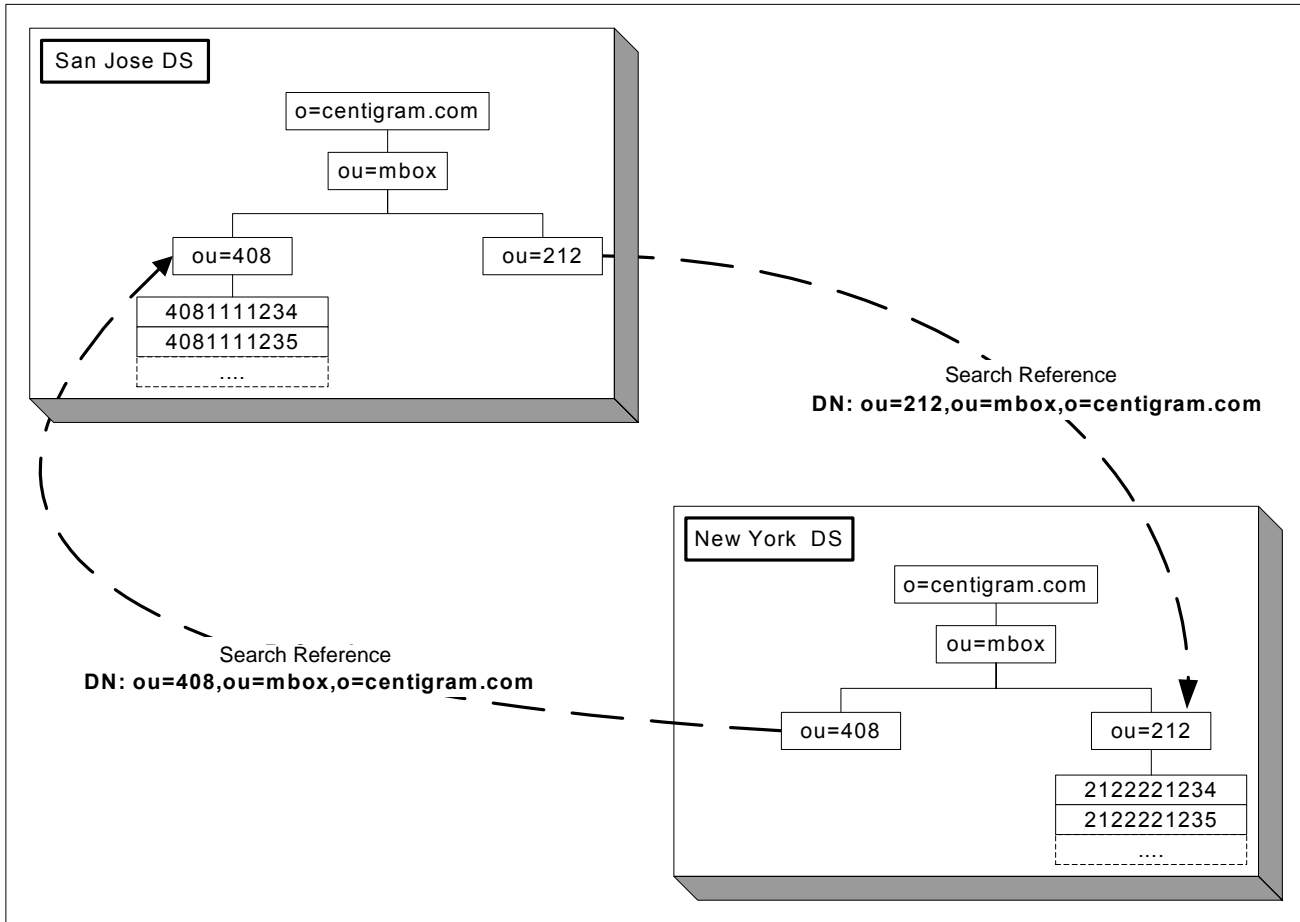 San Jose DS
o=centigram.com
ou=mbox
ou=408
ou=212
4081111234
4081111235
....
Search Reference
DN: ou=212,ou=mbox,o=centigram.com
New York DS
o=centigram.com
ou=mbox
Search Reference
DN: ou=408,ou=mbox,o=centigram.com
ou=408
ou=212
2122221234
2122221235
....